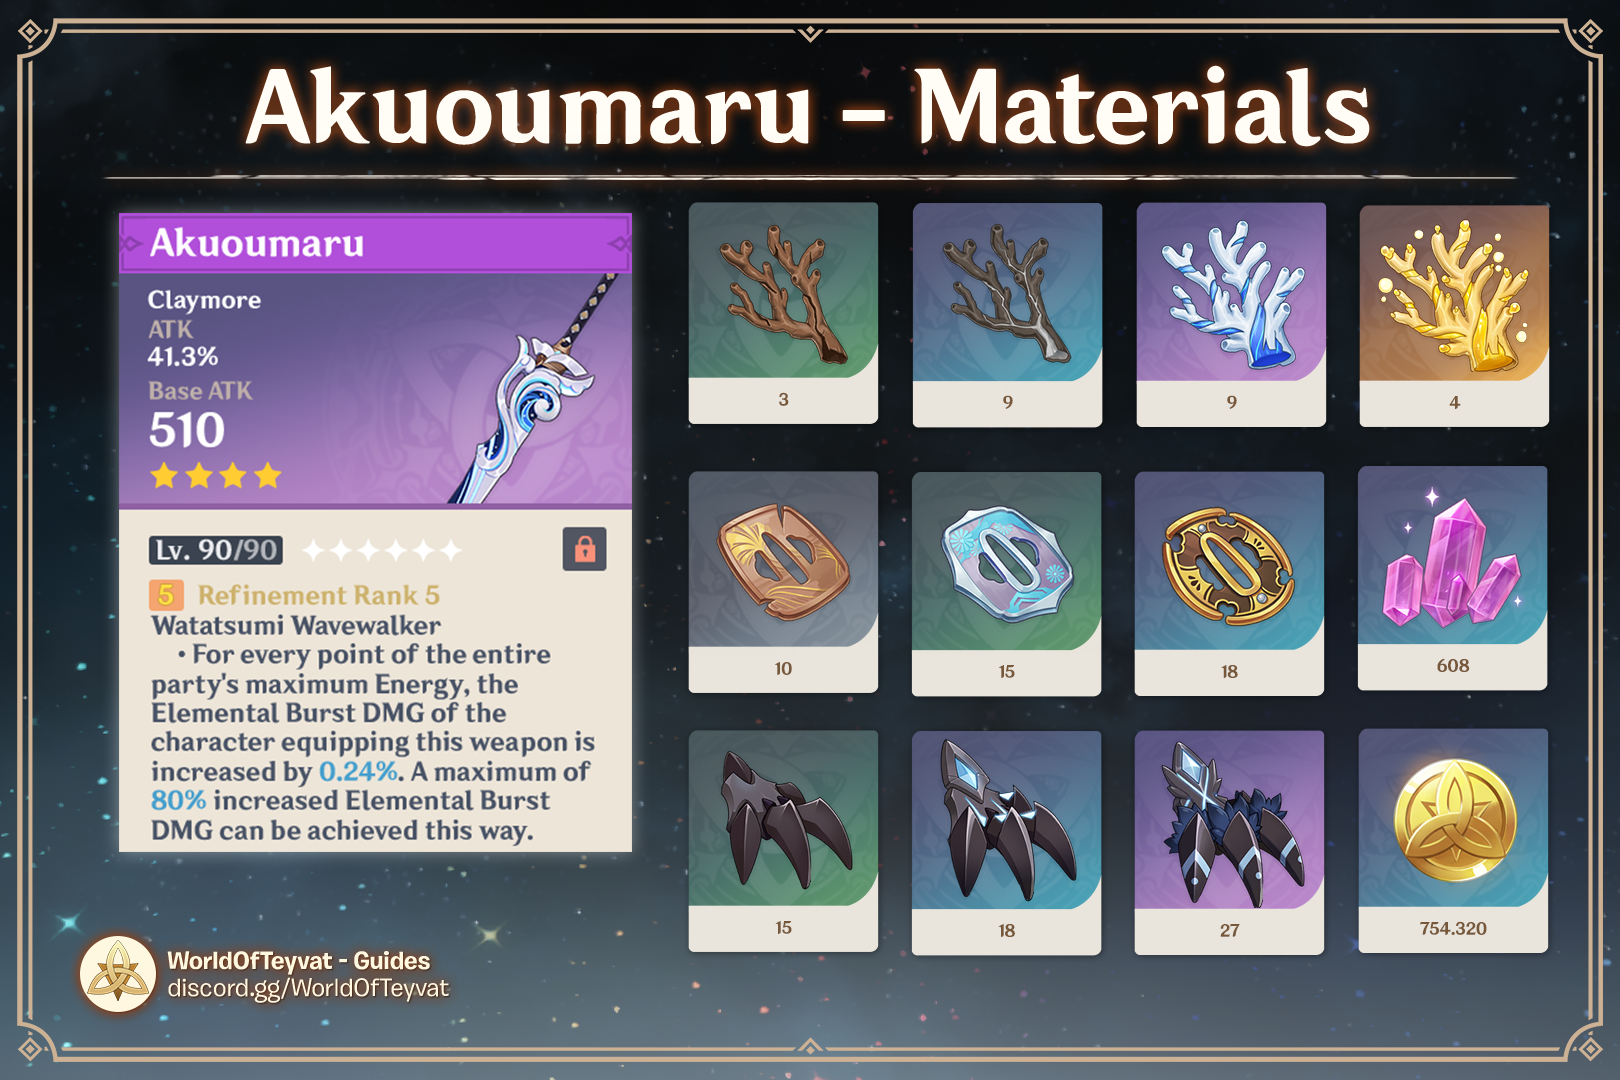 Akuoumaru – Materials
Akuoumaru
Claymore
ATK
41.3%
Base ATK
510
Lv. 90/90
5 Refinement Rank 5
Watatsumi Wavewalker
• For every point of the entire
party's maximum Energy, the
Elemental Burst DMG of the
character equipping this weapon is
increased by 0.24%. A maximum of
80% increased Elemental Burst
DMG can be achieved this way.
3
9
9
4
10
15
18
608
15
18
27
754.320
WorldOfTeyvat - Guides
discord.gg/WorldOfTeyvat